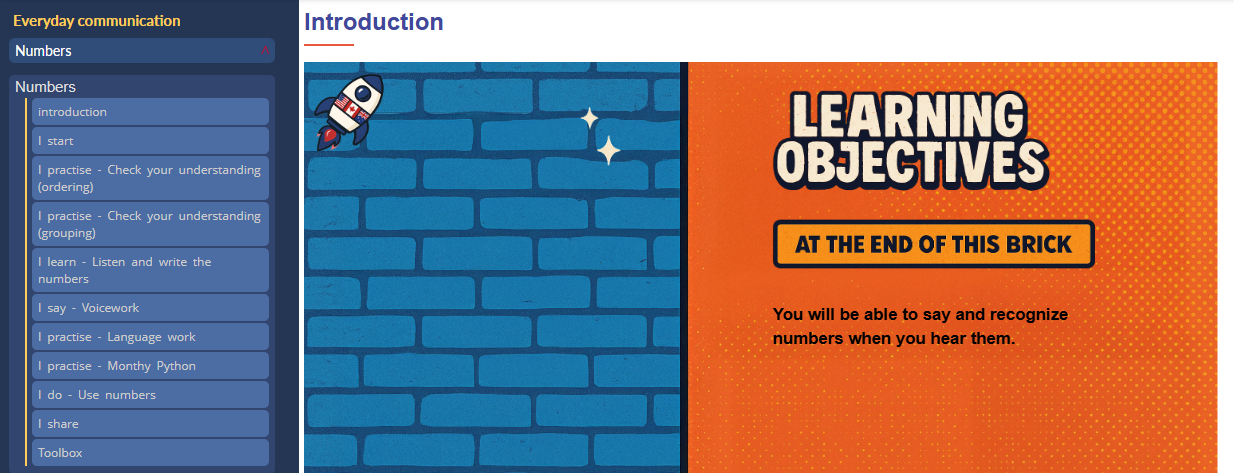 Everyday communication
Numbers
Numbers
introduction
I start
I practise - Check your understanding
(ordering)
I practise - Check your understanding
(grouping)
I learn - Listen and write the
numbers
I say - Voicework
I practise - Language work
I practise - Monthy Python
I do - Use numbers
I share
Toolbox
Introduction
LEARNING
OBJECTIVES
AT THE END OF THIS BRICK
You will be able to say and recognize
numbers when you hear them.